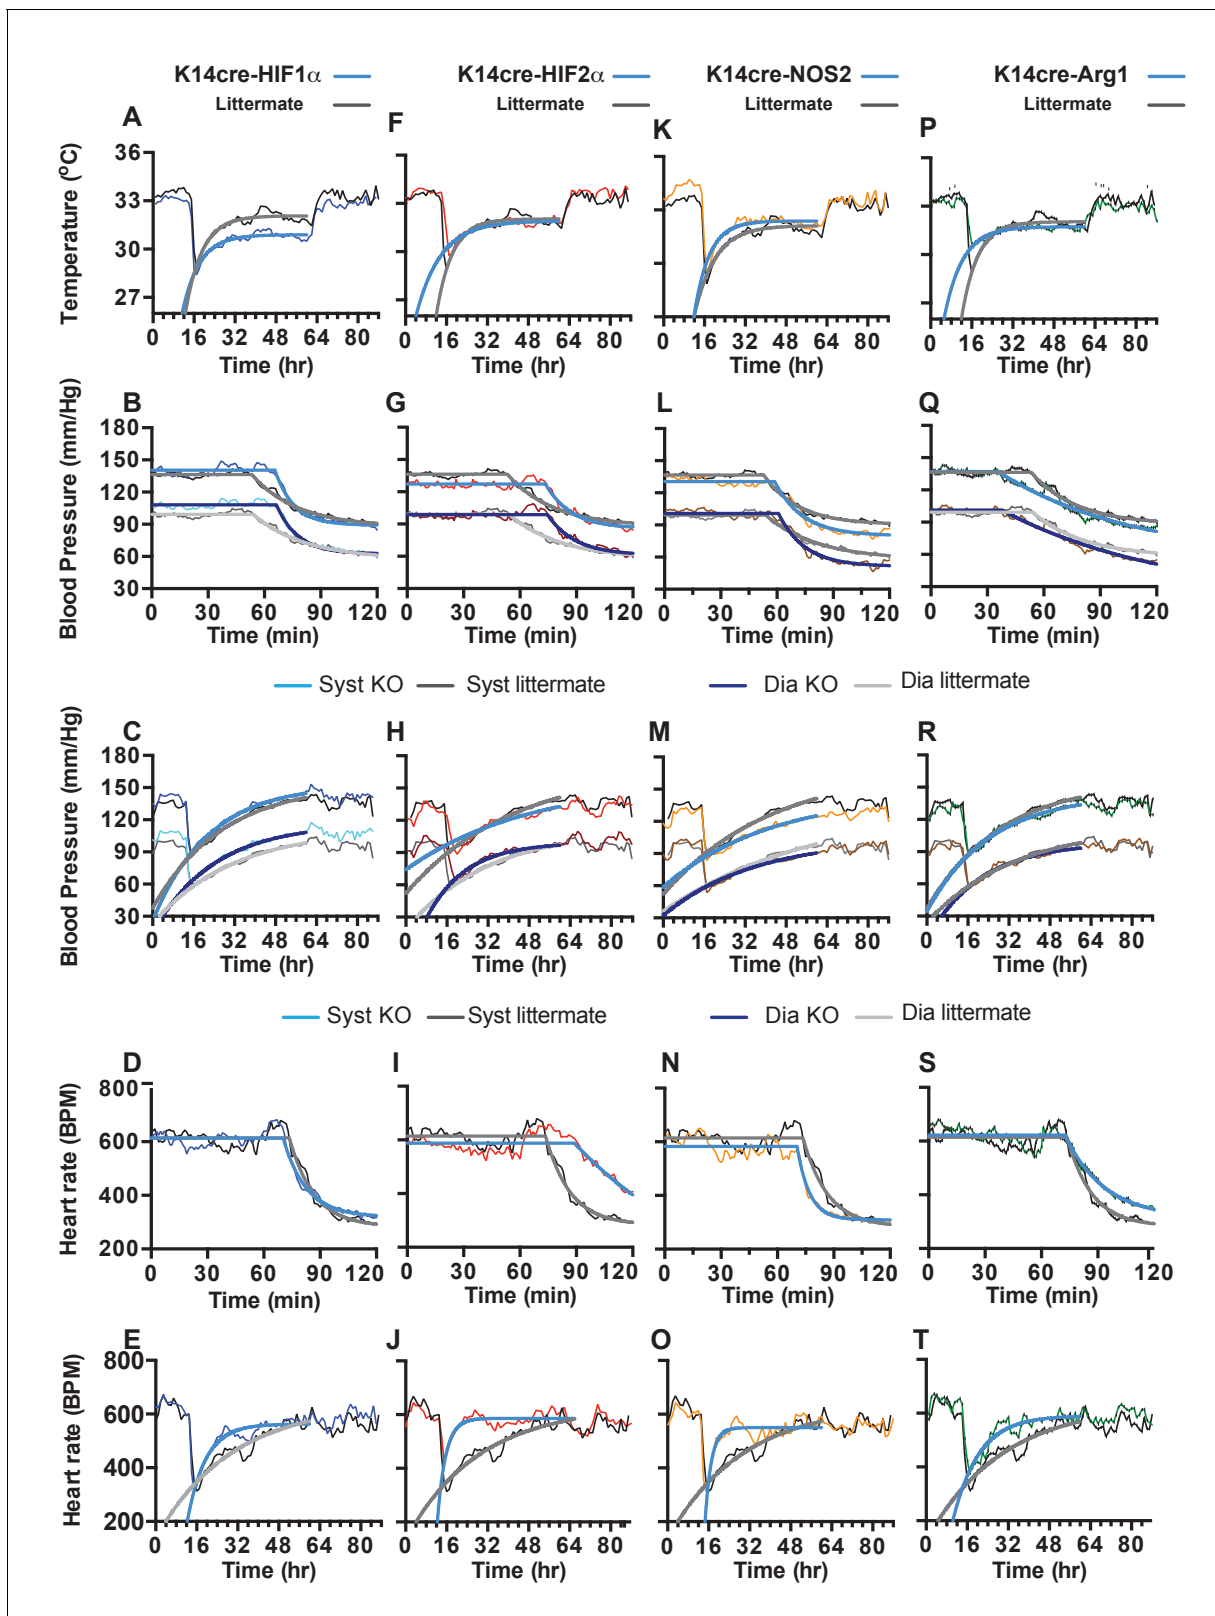 K14cre-HIF1α K14cre-HIF2α K14cre-NOS2 K14cre-Arg1
Littermate Littermate Littermate Littermate
A F K P
Temperature (°C)
36
33
30
27
0 16 32 48 64 80 0 16 32 48 64 80 0 16 32 48 64 80 0 16 32 48 64 80
Time (hr) Time (hr) Time (hr) Time (hr)
B G L Q
Blood Pressure (mm/Hg)
180
150
120
90
60
30
0 30 60 90 120 0 30 60 90 120 0 30 60 90 120 0 30 60 90 120
Time (min) Time (min) Time (min) Time (min)
Syst KO Syst littermate Dia KO Dia littermate
C H M R
Blood Pressure (mm/Hg)
180
150
120
90
60
30
0 16 32 48 64 80 0 16 32 48 64 80 0 16 32 48 64 80 0 16 32 48 64 80
Time (hr) Time (hr) Time (hr) Time (hr)
Syst KO Syst littermate Dia KO Dia littermate
D I N S
Heart rate (BPM)
800
600
400
200
0 30 60 90 120 0 30 60 90 120 0 30 60 90 120 0 30 60 90 120
Time (min) Time (min) Time (min) Time (min)
E J O T
Heart rate (BPM)
800
600
400
200
0 16 32 48 64 80 0 16 32 48 64 80 0 16 32 48 64 80 0 16 32 48 64 80
Time (hr) Time (hr) Time (hr) Time (hr)